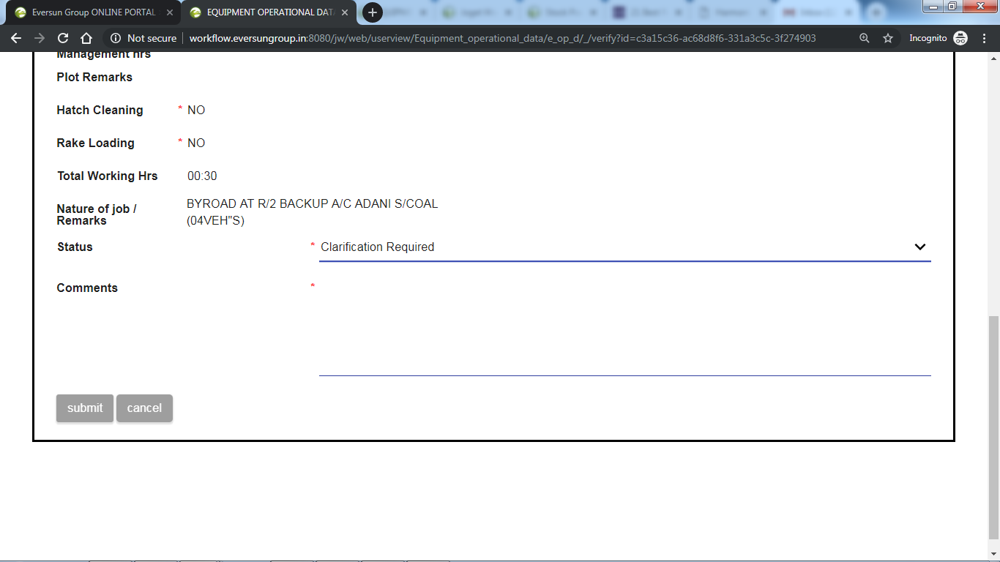 Eversun Group ONLINE PORTAL
EQUIPMENT OPERATIONAL DAT
Not secure
workflow.eversungroup.in:8080/jw/web/userview/Equipment_operational_data/e_op_d/_/verify?id=c3a15c36-ac68d8f6-331a3c5c-3f274903
Incognito
Management hrs
Plot Remarks
Hatch Cleaning * NO
Rake Loading * NO
Total Working Hrs 00:30
Nature of job / Remarks
BYROAD AT R/2 BACKUP A/C ADANI S/COAL
(04VEH"S)
Status * Clarification Required
Comments *
submit cancel